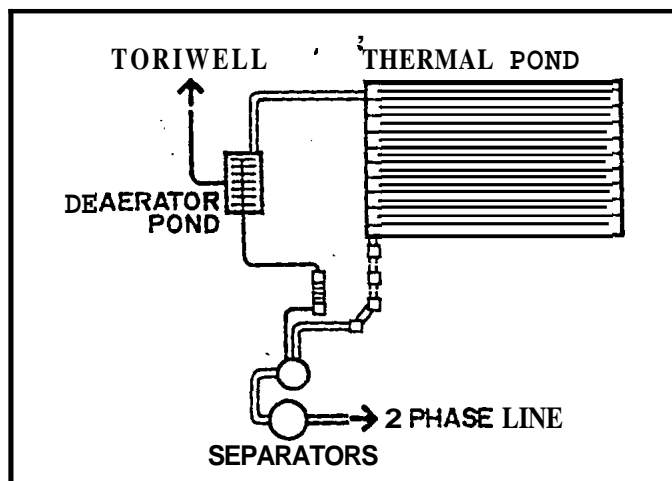 TORIWELL
THERMAL POND
DEAERATOR
POND
2 PHASE LINE
SEPARATORS